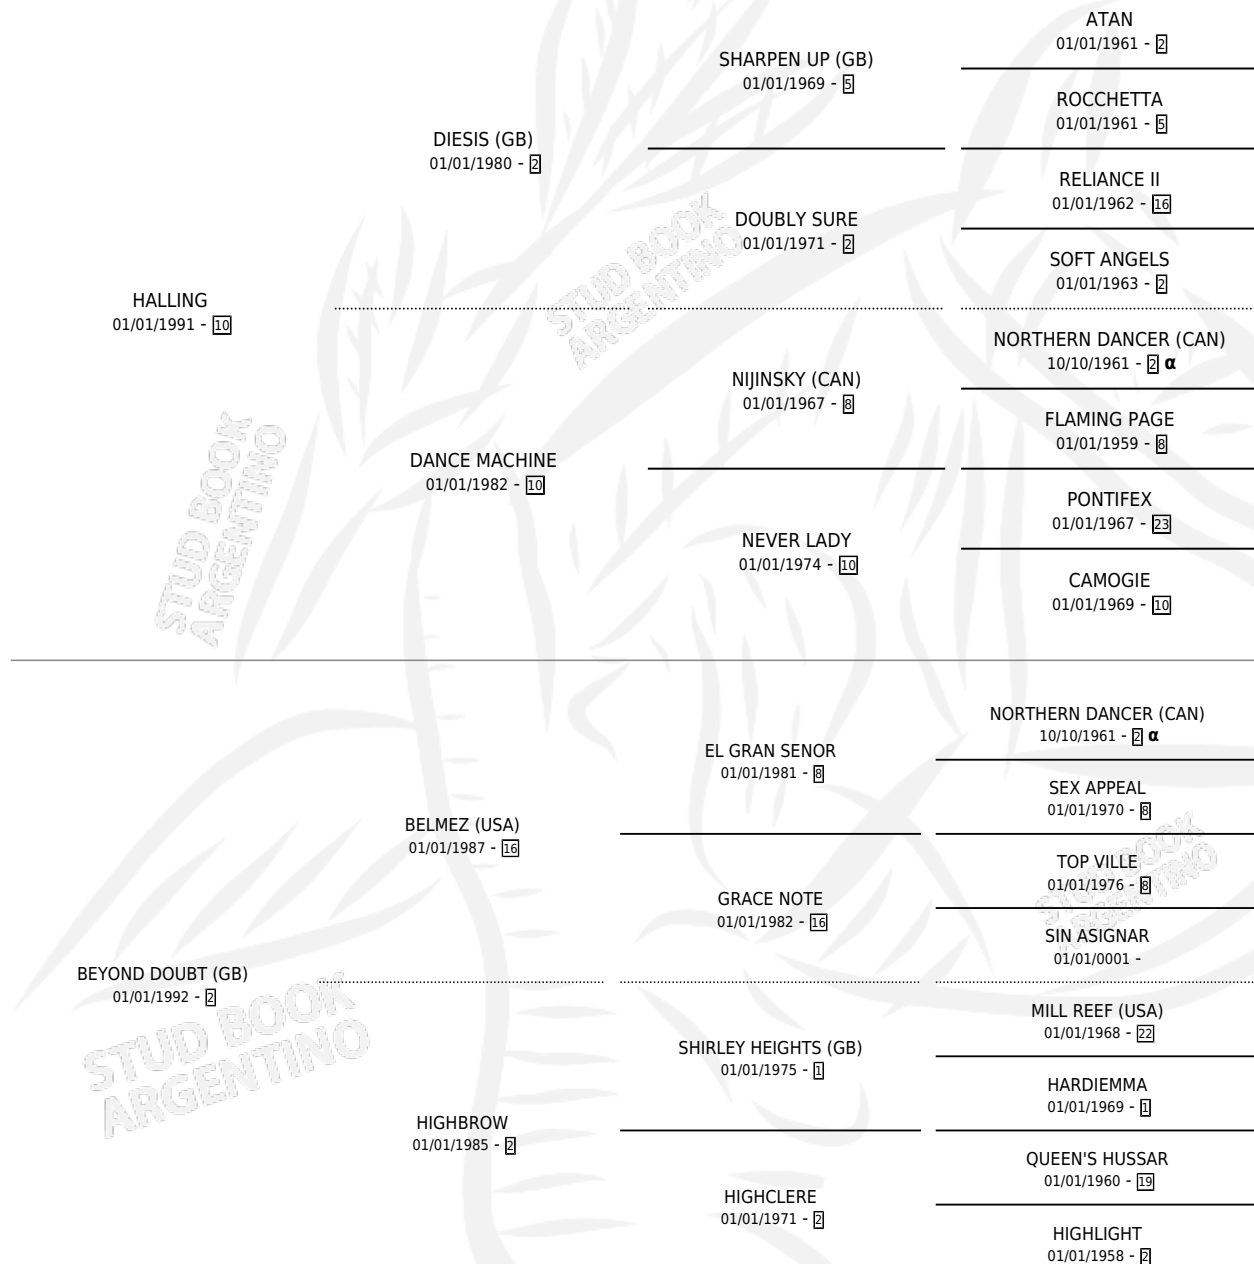 ATAN
01/01/1961 - 2
SHARPEN UP (GB)
01/01/1969 - 5
ROCCHETTA
01/01/1961 - 5
DIESIS (GB)
01/01/1980 - 2
RELIANCE II
01/01/1962 - 16
DOUBLY SURE
01/01/1971 - 2
SOFT ANGELS
01/01/1963 - 2
STUD BOOK
ARGENTINO
HALLING
01/01/1991 - 10
NORTHERN DANCER (CAN)
10/10/1961 - 2 α
NIJINSKY (CAN)
01/01/1967 - 8
FLAMING PAGE
01/01/1959 - 8
DANCE MACHINE
01/01/1982 - 10
PONTIFEX
01/01/1967 - 23
NEVER LADY
01/01/1974 - 10
CAMOGIE
01/01/1969 - 10
STUD BOOK
ARGENTINO
NORTHERN DANCER (CAN)
10/10/1961 - 2 α
EL GRAN SENOR
01/01/1981 - 8
SEX APPEAL
01/01/1970 - 8
BELMEZ (USA)
01/01/1987 - 16
TOP VILLE
01/01/1976 - 8
GRACE NOTE
01/01/1982 - 16
SIN ASIGNAR
01/01/0001 -
STUD BOOK
ARGENTINO
BEYOND DOUBT (GB)
01/01/1992 - 2
MILL REEF (USA)
01/01/1968 - 22
SHIRLEY HEIGHTS (GB)
01/01/1975 - 1
HARDIEMMA
01/01/1969 - 1
HIGHBROW
01/01/1985 - 2
QUEEN'S HUSSAR
01/01/1960 - 19
HIGHCLERE
01/01/1971 - 2
HIGHLIGHT
01/01/1958 - 2
STUD BOOK
ARGENTINO